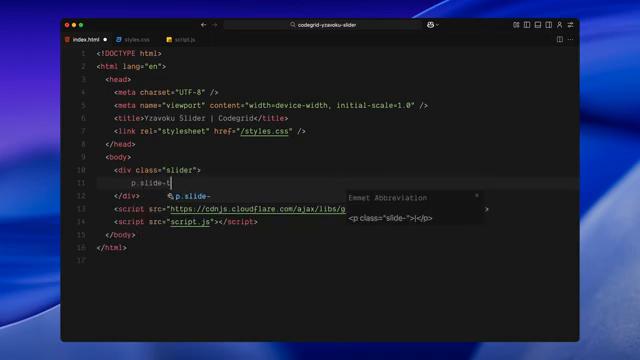 codegrid-yzavoku-slider
index.html
styles.css
script.js
1 <!DOCTYPE html>
2 <html lang="en">
3 <head>
4 <meta charset="UTF-8" />
5 <meta name="viewport" content="width=device-width, initial-scale=1.0" />
6 <title>Yzavoku Slider | Codegrid</title>
7 <link rel="stylesheet" href="/styles.css" />
8 </head>
9 <body>
10 <div class="slider">
11 p.slide-t
12 </div>
p.slide-
Emmet Abbreviation
<p class="slide-">|</p>
13 <script src="https://cdnjs.cloudflare.com/ajax/libs/g >
14 <script src="script.js"></script>
15 </body>
16 </html>
17